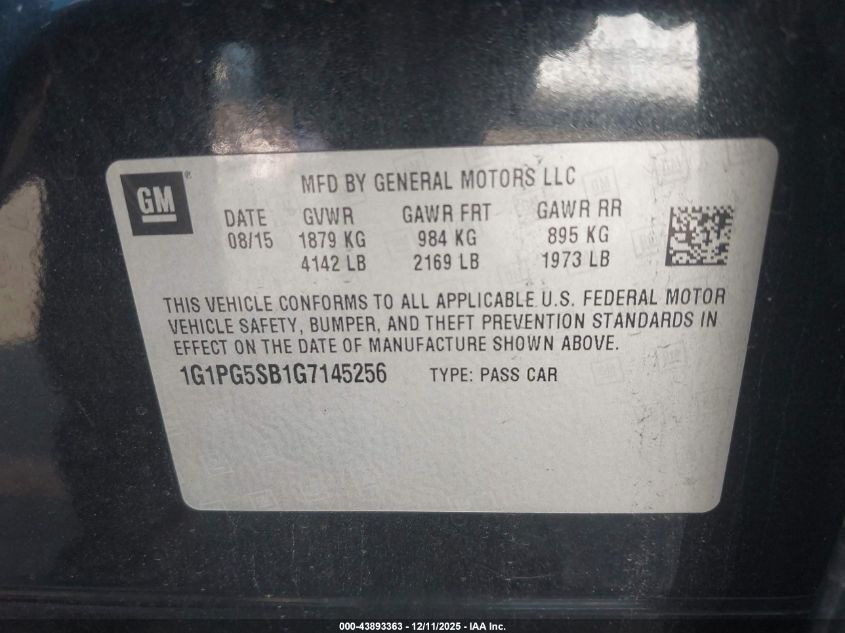 GM ®
MFD BY GENERAL MOTORS LLC
DATE GVWR GAWR FRT GAWR RR
08/15 1879 KG 984 KG 895 KG
4142 LB 2169 LB 1973 LB
THIS VEHICLE CONFORMS TO ALL APPLICABLE U.S. FEDERAL MOTOR
VEHICLE SAFETY, BUMPER, AND THEFT PREVENTION STANDARDS IN
EFFECT ON THE DATE OF MANUFACTURE SHOWN ABOVE.
1G1PG5SB1G7145256 TYPE: PASS CAR
000-43893363 - 12/11/2025 - IAA Inc.